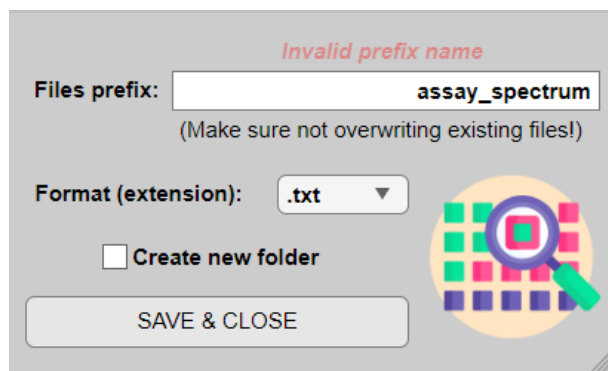 Invalid prefix name
Files prefix: assay_spectrum
(Make sure not overwriting existing files!)
Format (extension): .txt
Create new folder
SAVE & CLOSE